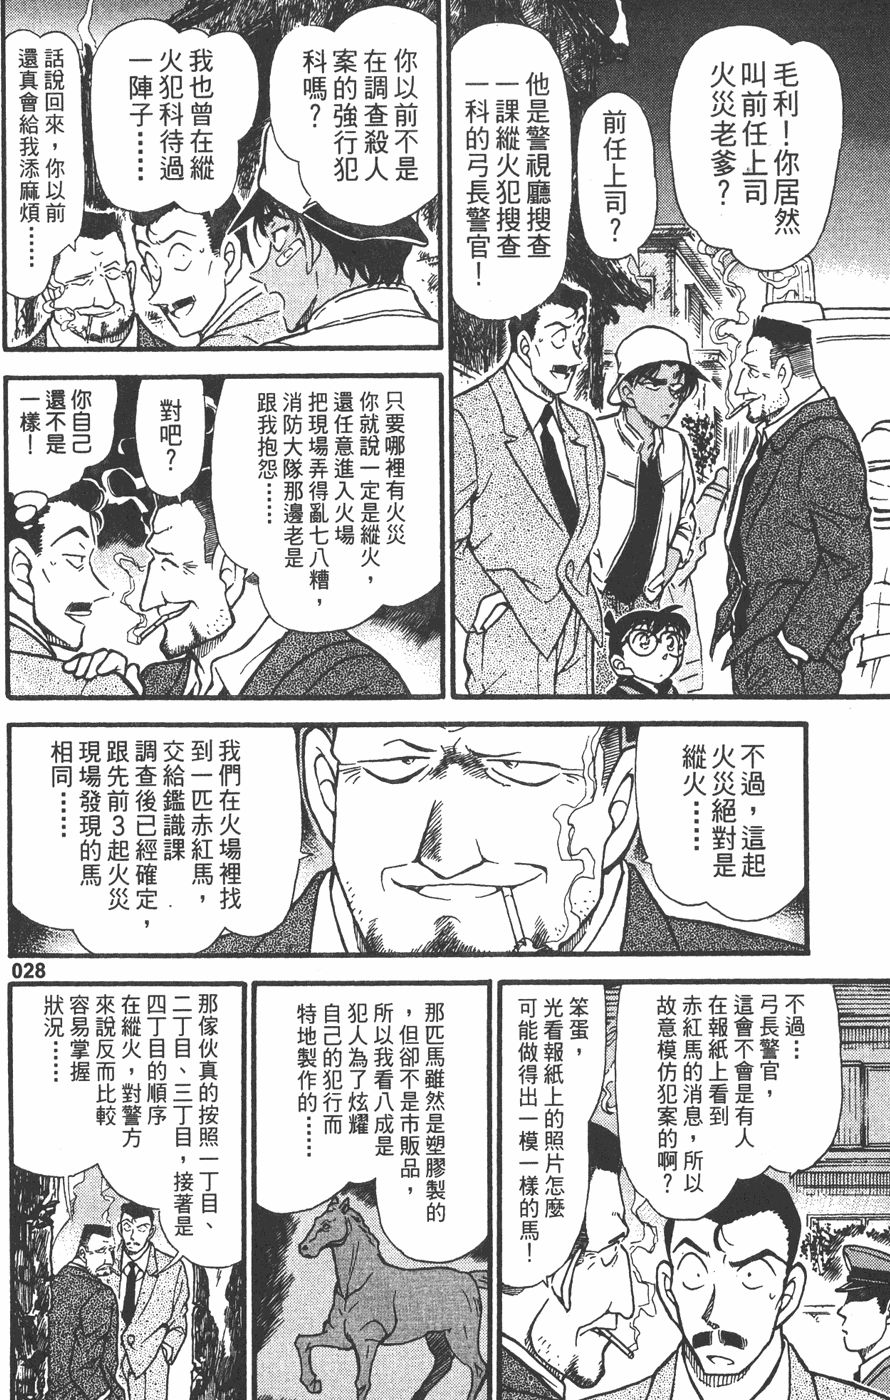 毛利！你居然
叫前任上司
火災老爹？
前任上司？
他是警視廳搜查
一課縱火犯搜查
一科的弓長警官！
你以前不是
在調查殺人
案的強行犯
科嗎？
我也曾在縱
火犯科待過
一陣子……
話說回來，你以前
還真會給我添麻煩……
只要哪裡有火災
你就說一定是縱火，
還任意進入火場
把現場弄得亂七八糟，
消防大隊那邊老是
跟我抱怨……
對吧？
你自己
還不是
一樣！
不過，這起
火災絕對是
縱火……
我們在火場裡找
到一匹赤紅馬，
交給鑑識課
調查後已經確定，
跟先前3起火災
現場發現的馬
相同……
028
不過…
弓長警官，
這會不會是有人
在報紙上看到
赤紅馬的消息，所以
故意模仿犯案的啊？
笨蛋，
光看報紙上的照片怎麼
可能做得出一模一樣的馬！
那匹馬雖然是塑膠製的
，但卻不是市販品，
所以我看八成是
犯人為了炫耀
自己的犯行而
特地製作的…
那傢伙真的按照一丁目、
二丁目、三丁目，接著是
四丁目的順序
在縱火，對警方
來說反而比較
容易掌握
狀況……